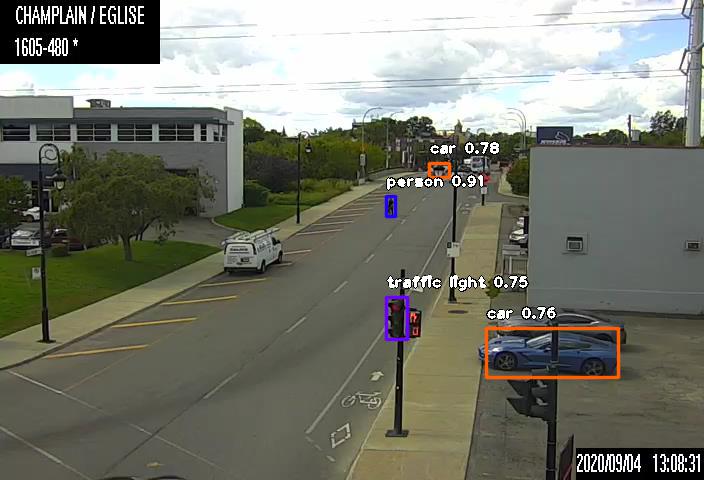 CHAMPLAIN / EGLISE
1605-480 *
car 0.78
person 0.91
traffic light 0.75
car 0.76
2020/09/04 13:08:31